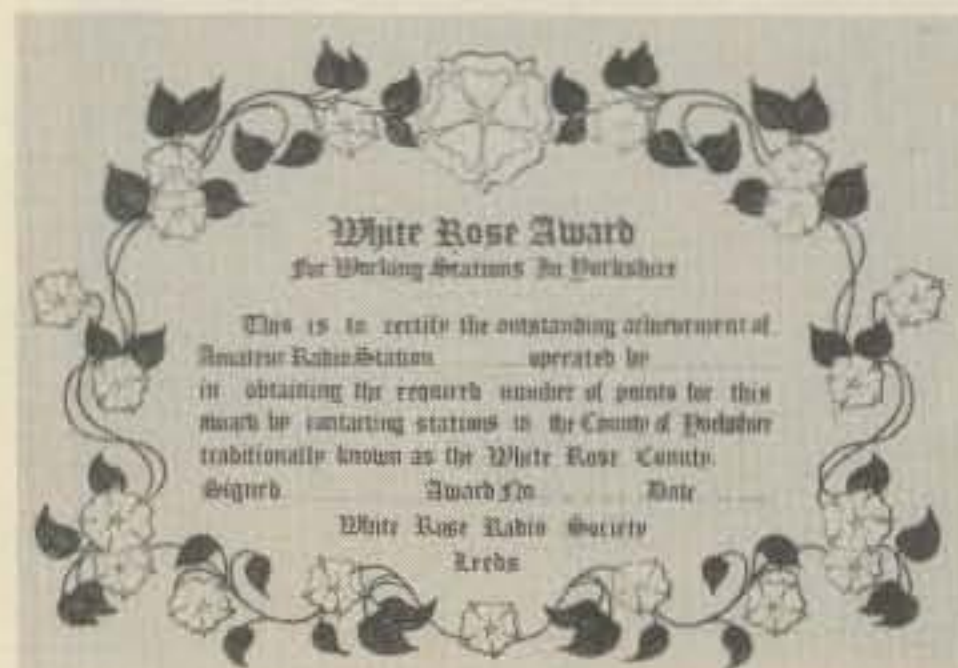 White Rose Award
For Working Stations In Yorkshire
This is to certify the outstanding achievement of
Amateur Radio Station ............ operated by ............
in obtaining the required number of points for this
award by contacting stations in the County of Yorkshire
traditionally known as the White Rose County.
Signed ............ Award No. ............ Date ............
White Rose Radio Society
Leeds